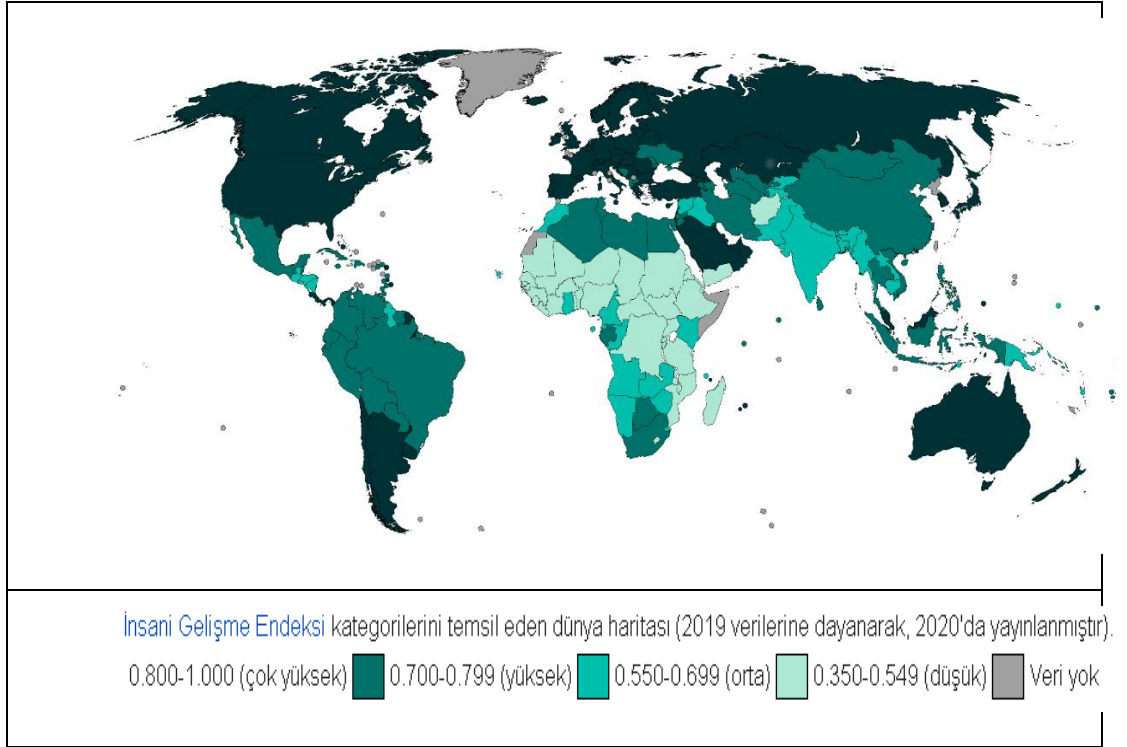 İnsani Gelişme Endeksi kategorilerini temsil eden dünya haritası (2019 verilerine dayanarak, 2020'da yayınlanmıştır).
0.800-1.000 (çok yüksek) 0.700-0.799 (yüksek) 0.550-0.699 (orta) 0.350-0.549 (düşük) Veri yok